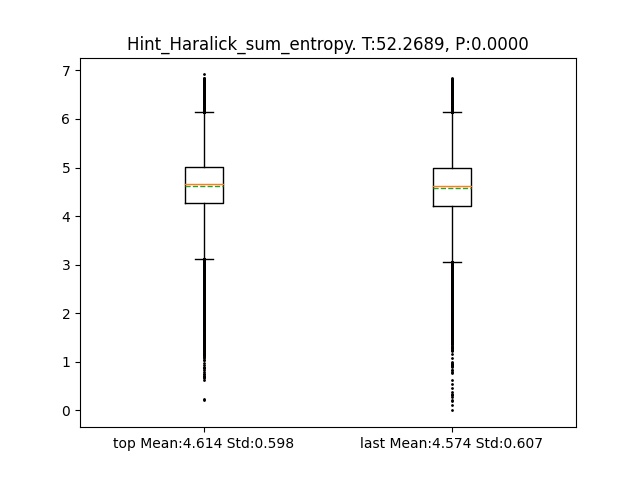 Hint_Haralick_sum_entropy. T:52.2689, P:0.0000
7
6
5
4
3
2
1
0
top Mean:4.614 Std:0.598
last Mean:4.574 Std:0.607